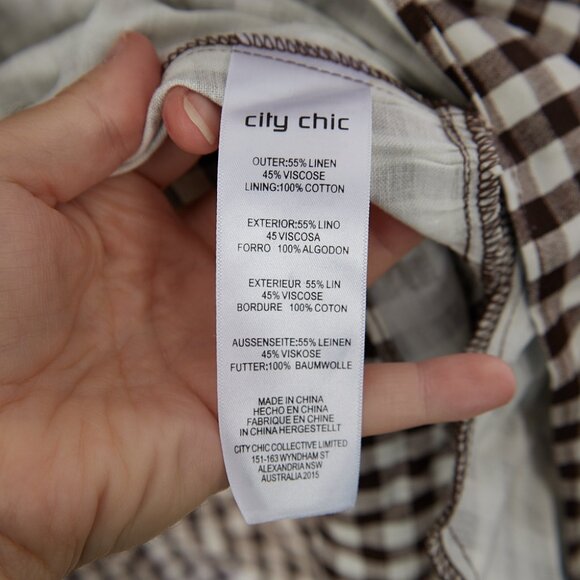 city chic
OUTER:55% LINEN
45% VISCOSE
LINING:100% COTTON
EXTERIOR:55% LINO
45 VISCOSA
FORRO 100% ALGODON
EXTERIEUR 55% LIN
45% VISCOSE
BORDURE 100% COTON
AUSSENSEITE:55% LEINEN
45% VISKOSE
FUTTER:100% BAUMWOLLE
MADE IN CHINA
HECHO EN CHINA
FABRIQUE EN CHINE
IN CHINA HERGESTELLT
CITY CHIC COLLECTIVE LIMITED
151-163 WYNDHAM ST
ALEXANDRIA NSW
AUSTRALIA 2015